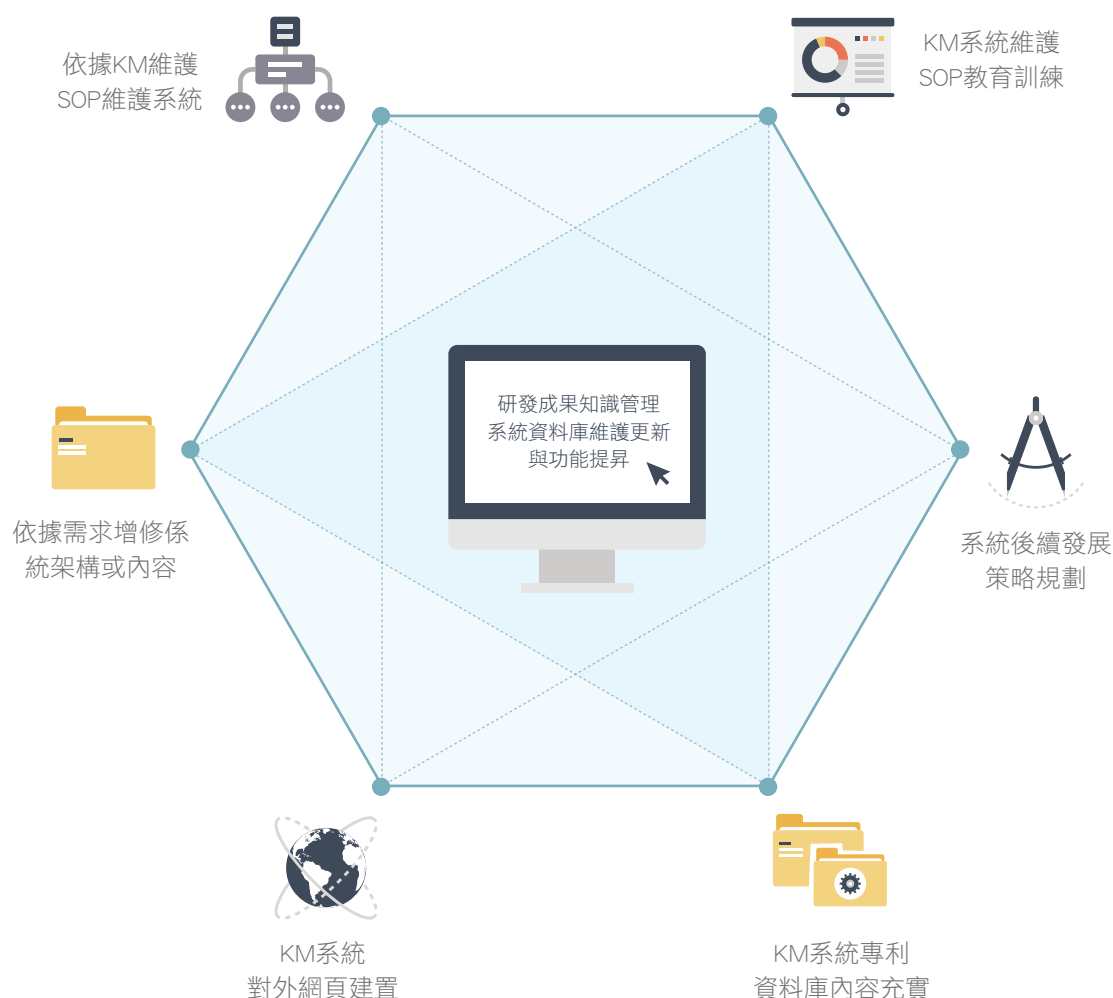 依據KM維護
SOP維護系統
KM系統維護
SOP教育訓練
研發成果知識管理
系統資料庫維護更新
與功能提昇
依據需求增修係
統架構或內容
系統後續發展
策略規劃
KM系統
對外網頁建置
KM系統專利
資料庫內容充實